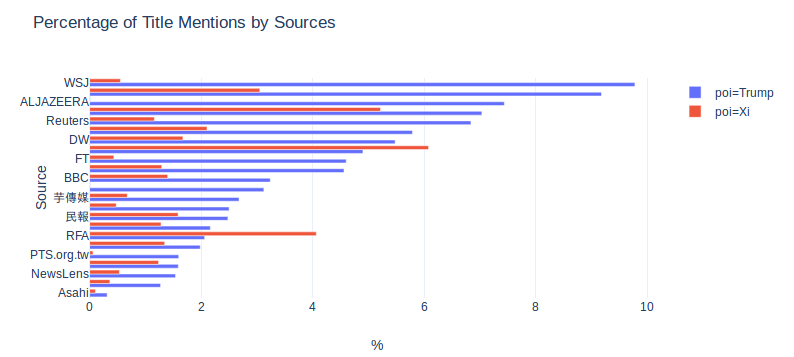 Percentage of Title Mentions by Sources
WSJ
ALJAZEERA
Reuters
DW
FT
BBC
芋傳媒
民報
RFA
PTS.org.tw
NewsLens
Asahi
Source
0 2 4 6 8 10
%
poi=Trump
poi=Xi